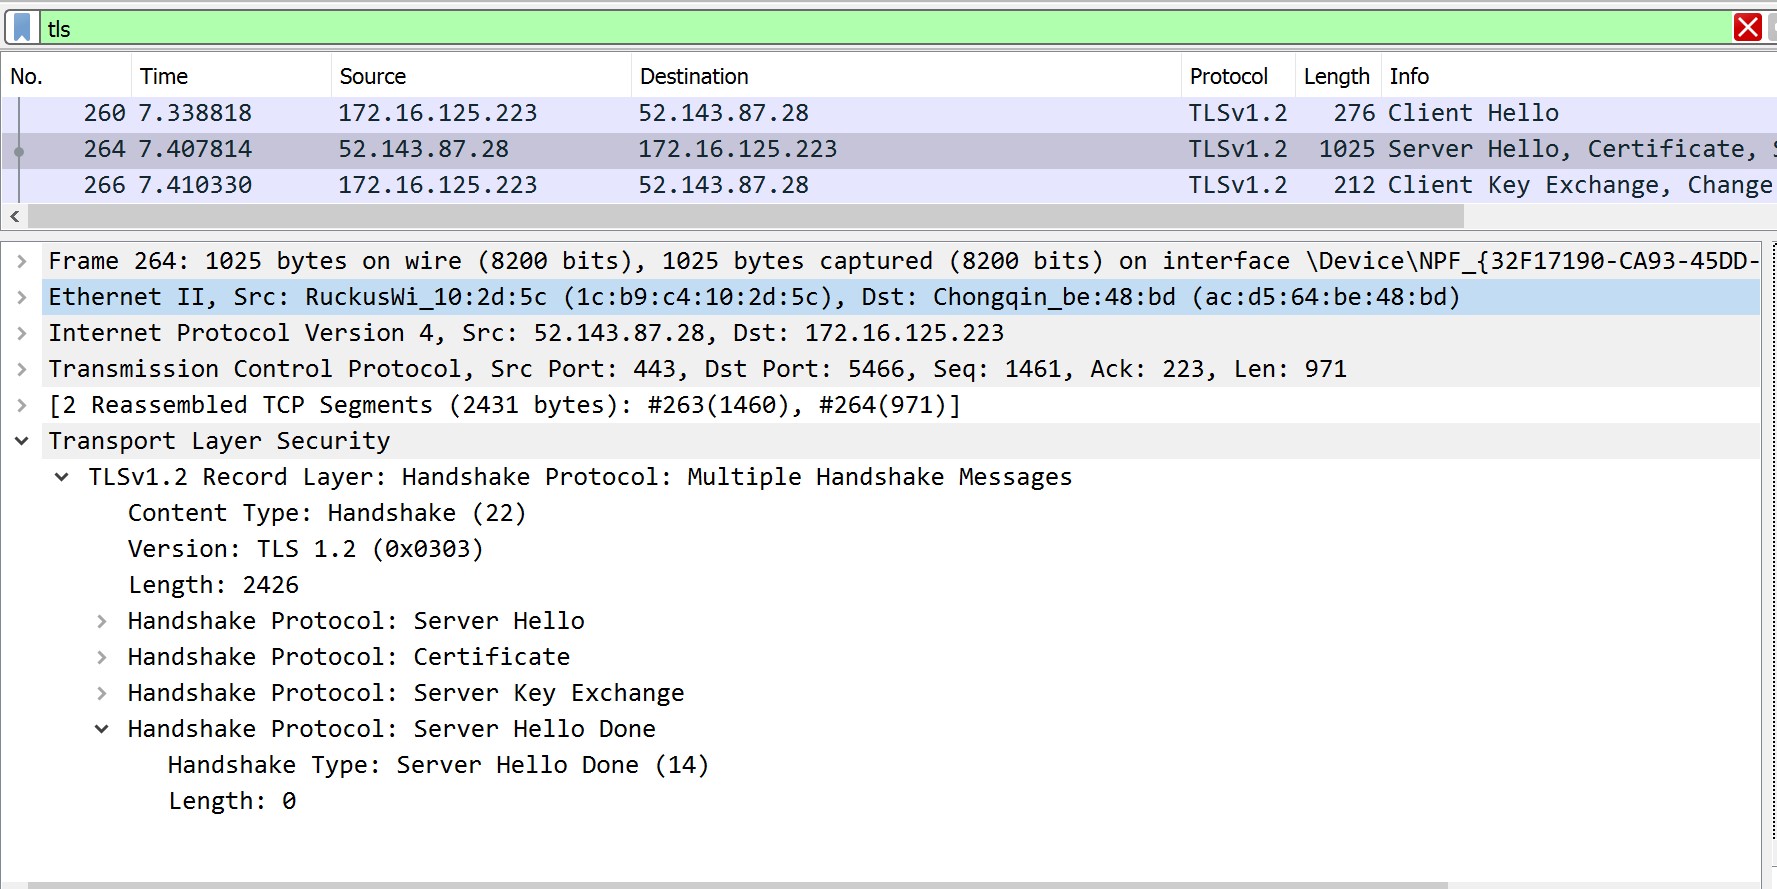 tls
No. Time Source Destination Protocol Length Info
260 7.338818 172.16.125.223 52.143.87.28 TLSv1.2 276 Client Hello
264 7.407814 52.143.87.28 172.16.125.223 TLSv1.2 1025 Server Hello, Certificate, S
266 7.410330 172.16.125.223 52.143.87.28 TLSv1.2 212 Client Key Exchange, Change
Frame 264: 1025 bytes on wire (8200 bits), 1025 bytes captured (8200 bits) on interface \Device\NPF_{32F17190-CA93-45DD-
Ethernet II, Src: RuckusWi_10:2d:5c (1c:b9:c4:10:2d:5c), Dst: Chongqin_be:48:bd (ac:d5:64:be:48:bd)
Internet Protocol Version 4, Src: 52.143.87.28, Dst: 172.16.125.223
Transmission Control Protocol, Src Port: 443, Dst Port: 5466, Seq: 1461, Ack: 223, Len: 971
[2 Reassembled TCP Segments (2431 bytes): #263(1460), #264(971)]
Transport Layer Security
TLSv1.2 Record Layer: Handshake Protocol: Multiple Handshake Messages
Content Type: Handshake (22)
Version: TLS 1.2 (0x0303)
Length: 2426
Handshake Protocol: Server Hello
Handshake Protocol: Certificate
Handshake Protocol: Server Key Exchange
Handshake Protocol: Server Hello Done
Handshake Type: Server Hello Done (14)
Length: 0